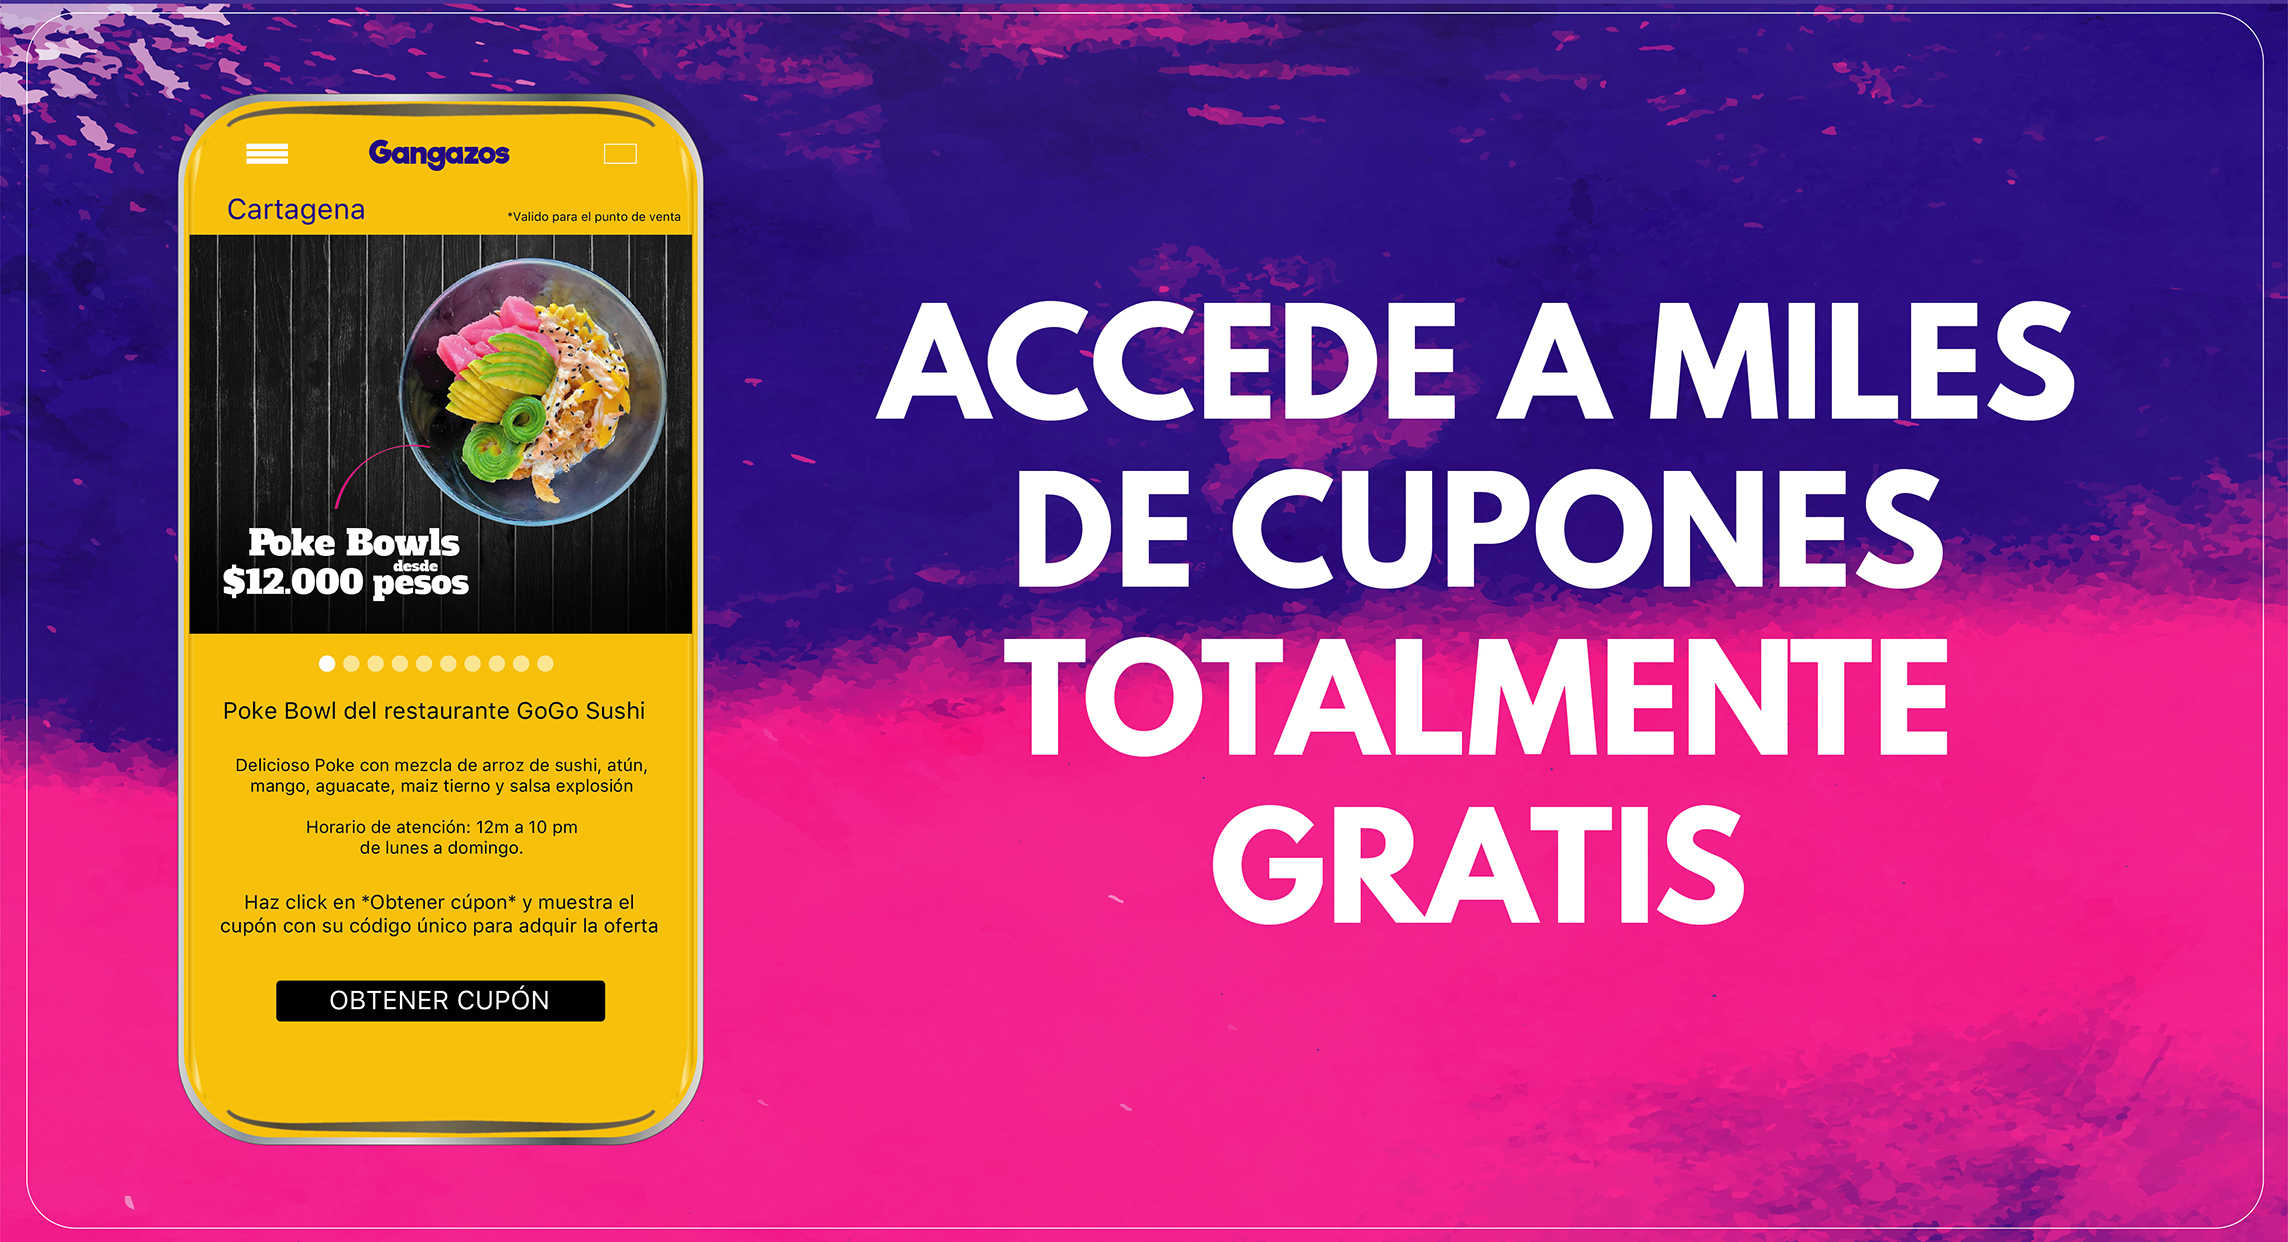 Gangazos
Cartagena
*Valido para el punto de venta
Poke Bowls
desde
$12.000 pesos
Poke Bowl del restaurante GoGo Sushi
Delicioso Poke con mezcla de arroz de sushi, atún,
mango, aguacate, maiz tierno y salsa explosión
Horario de atención: 12m a 10 pm
de lunes a domingo.
Haz click en *Obtener cúpon* y muestra el
cupón con su código único para adquir la oferta
OBTENER CUPÓN
ACCEDE A MILES
DE CUPONES
TOTALMENTE
GRATIS